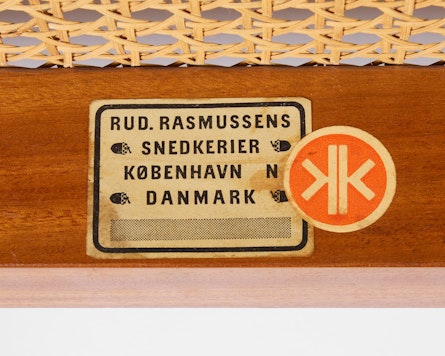 RUD. RASMUSSENS
SNEDKERIER
KØBENHAVN N
DANMARK